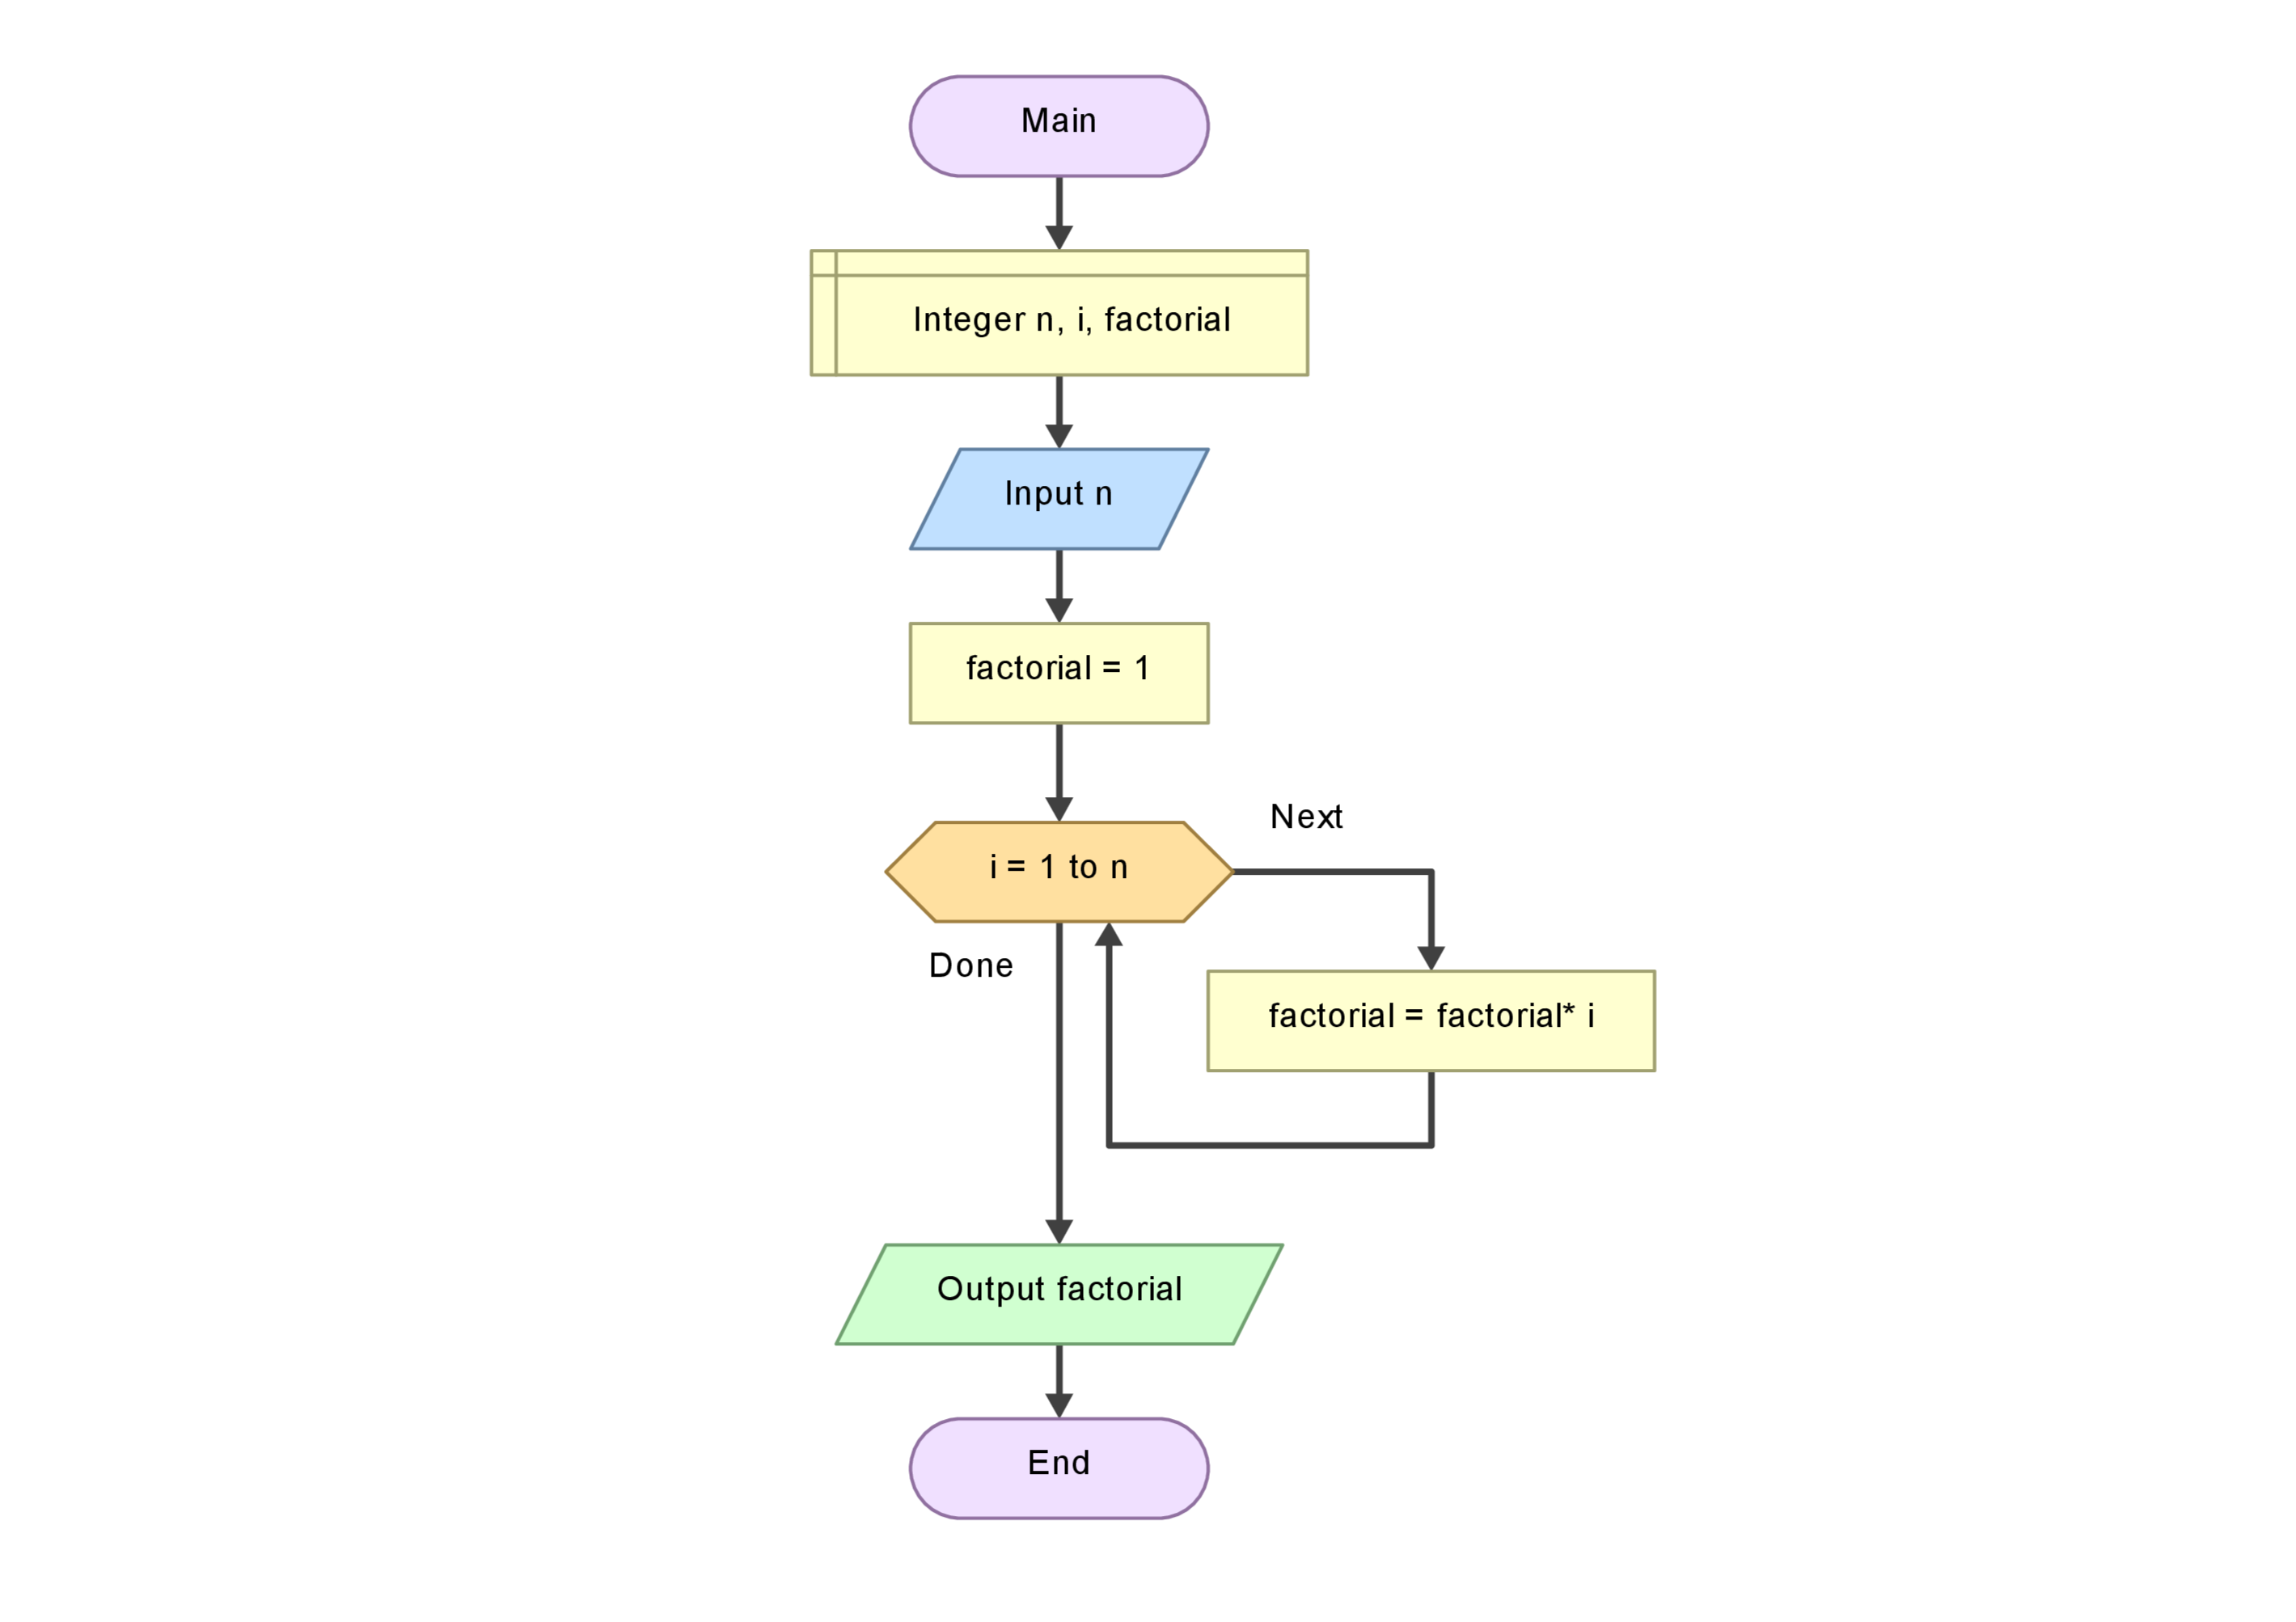 Main
Integer n, i, factorial
Input n
factorial = 1
i = 1 to n
Next
Done
factorial = factorial* i
Output factorial
End